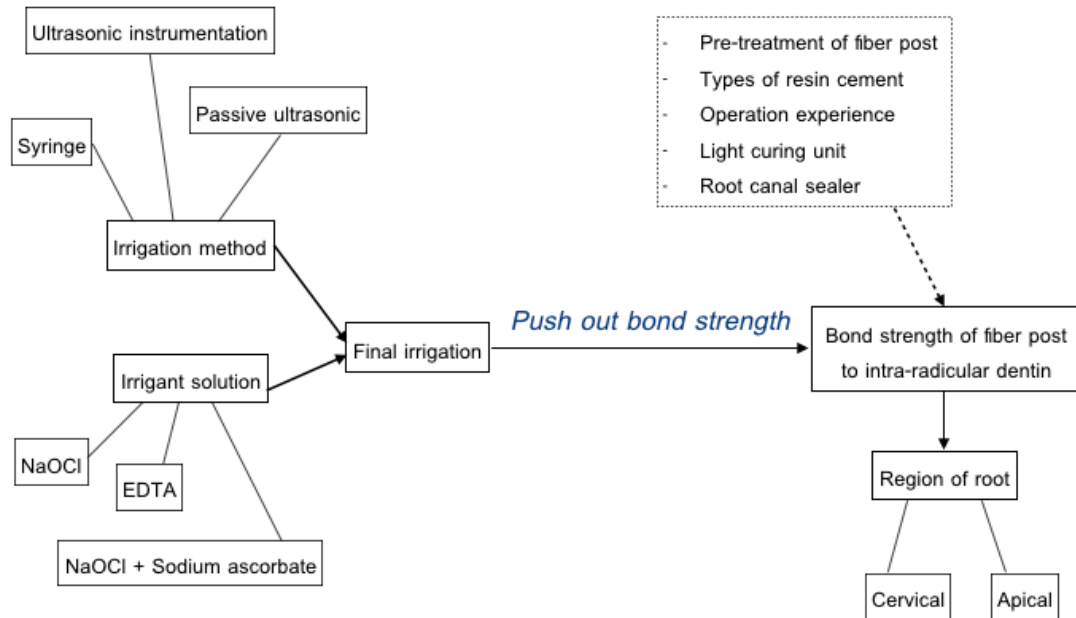 Ultrasonic instrumentation
Passive ultrasonic
Syringe
Irrigation method
- Pre-treatment of fiber post
- Types of resin cement
- Operation experience
- Light curing unit
- Root canal sealer
Final irrigation
Push out bond strength
Bond strength of fiber post
to intra-radicular dentin
Irrigant solution
NaOCl
EDTA
NaOCl + Sodium ascorbate
Region of root
Cervical
Apical